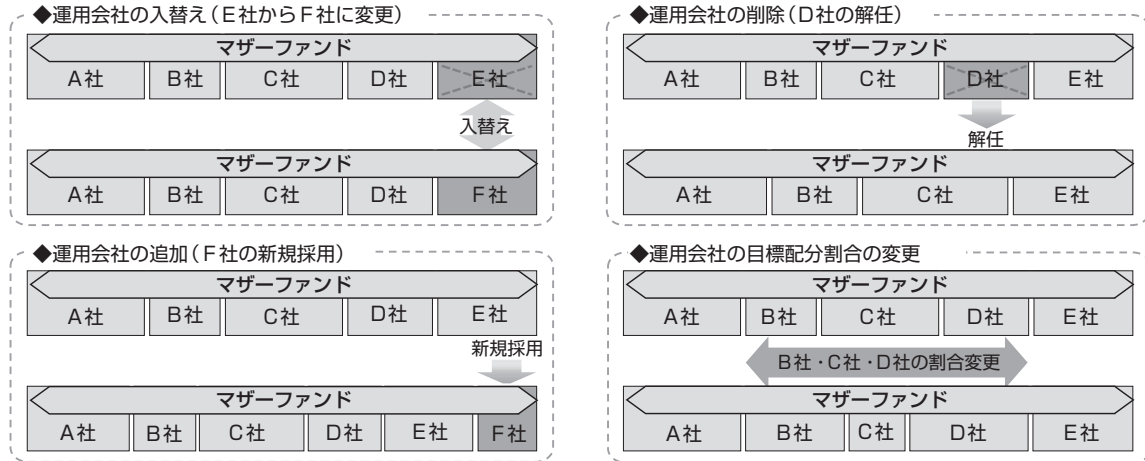 ◆運用会社の入替え(E社からF社に変更)
マザーファンド
A社 B社 C社 D社 E社
入替え
マザーファンド
A社 B社 C社 D社 F社
◆運用会社の削除(D社の解任)
マザーファンド
A社 B社 C社 D社 E社
解任
マザーファンド
A社 B社 C社 E社
◆運用会社の追加(F社の新規採用)
マザーファンド
A社 B社 C社 D社 E社
新規採用
マザーファンド
A社 B社 C社 D社 E社 F社
◆運用会社の目標配分割合の変更
マザーファンド
A社 B社 C社 D社 E社
B社・C社・D社の割合変更
マザーファンド
A社 B社 C社 D社 E社